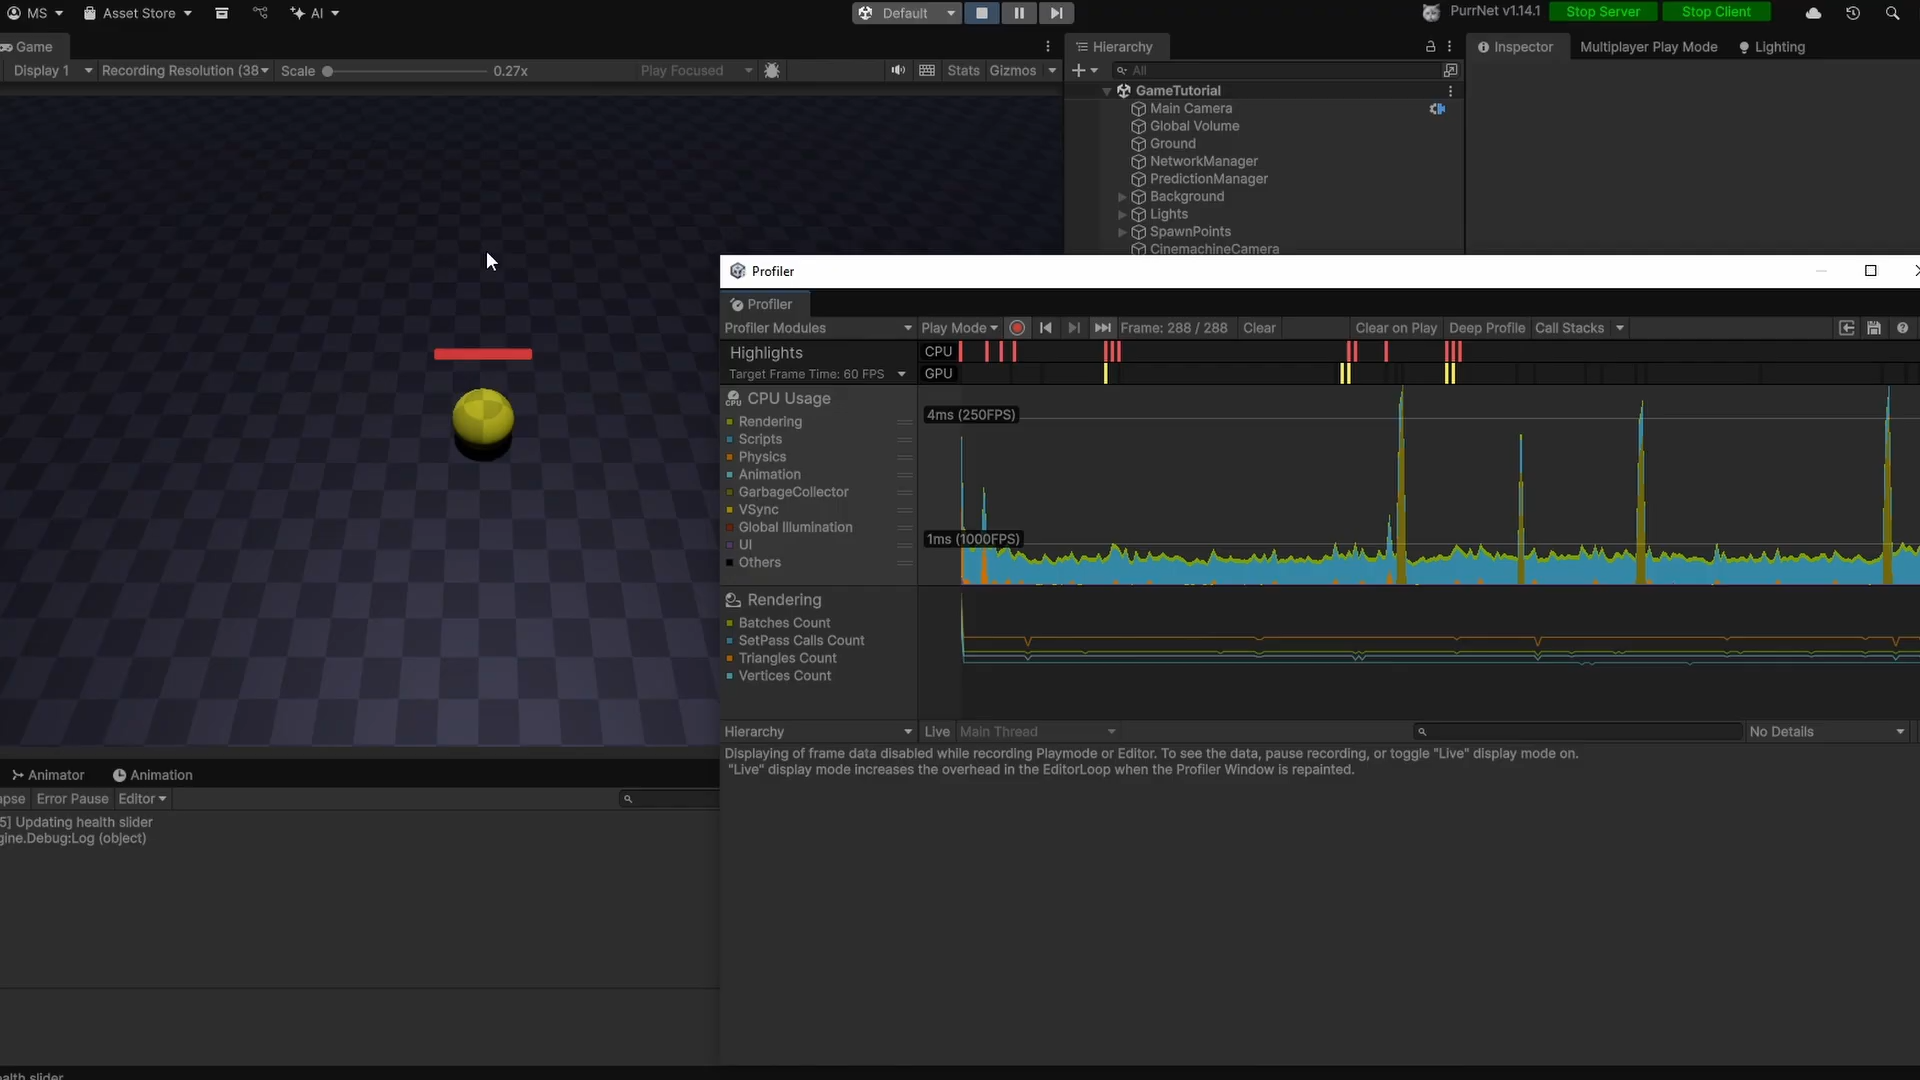 MS
Asset Store
AI
Default
PurrNet v1.14.1
Stop Server
Stop Client
Game
Hierarchy
Inspector
Multiplayer Play Mode
Lighting
Display 1
Recording Resolution (38
Scale
0.27x
Play Focused
Stats
Gizmos
All
GameTutorial
Main Camera
Global Volume
Ground
NetworkManager
PredictionManager
Background
Lights
SpawnPoints
CinemachineCamera
Profiler
Profiler
Profiler Modules
Play Mode
Frame: 288 / 288
Clear
Clear on Play
Deep Profile
Call Stacks
Highlights
CPU
Target Frame Time: 60 FPS
GPU
CPU Usage
Rendering
Scripts
Physics
Animation
GarbageCollector
VSync
Global Illumination
UI
Others
4ms (250FPS)
1ms (1000FPS)
Rendering
Batches Count
SetPass Calls Count
Triangles Count
Vertices Count
Hierarchy
Live
Main Thread
No Details
Displaying of frame data disabled while recording Playmode or Editor. To see the data, pause recording, or toggle "Live" display mode on.
"Live" display mode increases the overhead in the EditorLoop when the Profiler Window is repainted.
Animator
Animation
apse
Error Pause
Editor
5] Updating health slider
gine.Debug:Log (object)
ealth slider